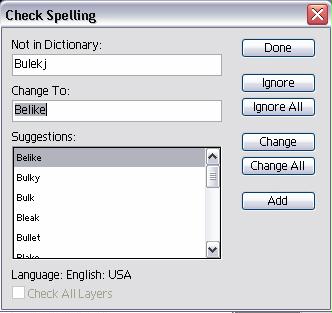 Check Spelling
Not in Dictionary:
Done
Bulekj
Ignore
Change To:
Ignore All
Belike
Suggestions:
Change
Belike
Change All
Bulky
Bulk
Add
Bleak
Bullet
Blake
Language: English: USA
Check All Layers